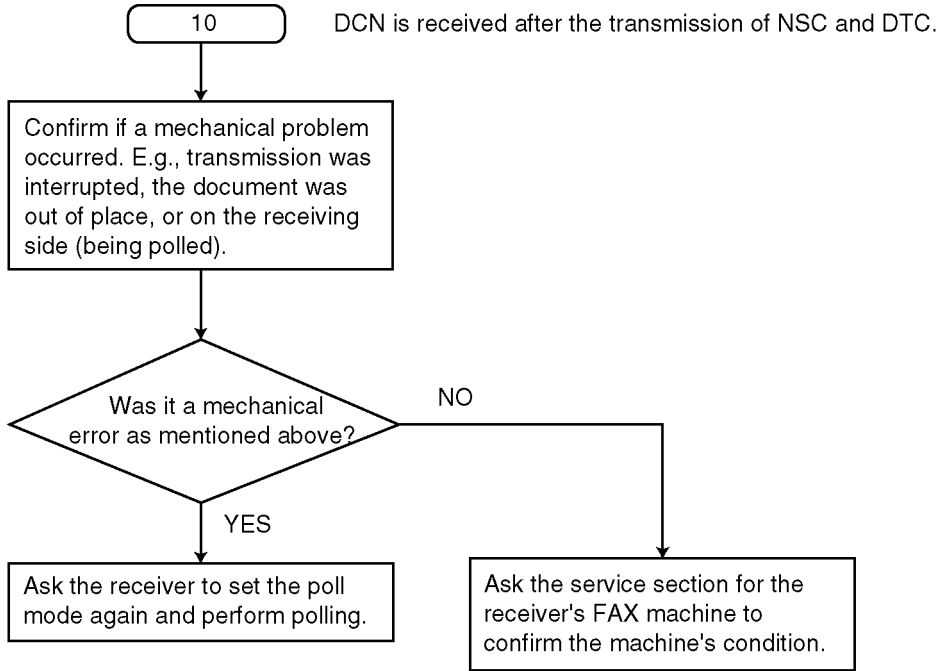 10
DCN is received after the transmission of NSC and DTC.
Confirm if a mechanical problem
occurred. E.g., transmission was
interrupted, the document was
out of place, or on the receiving
side (being polled).
Was it a mechanical
error as mentioned above?
NO
YES
Ask the receiver to set the poll
mode again and perform polling.
Ask the service section for the
receiver's FAX machine to
confirm the machine's condition.